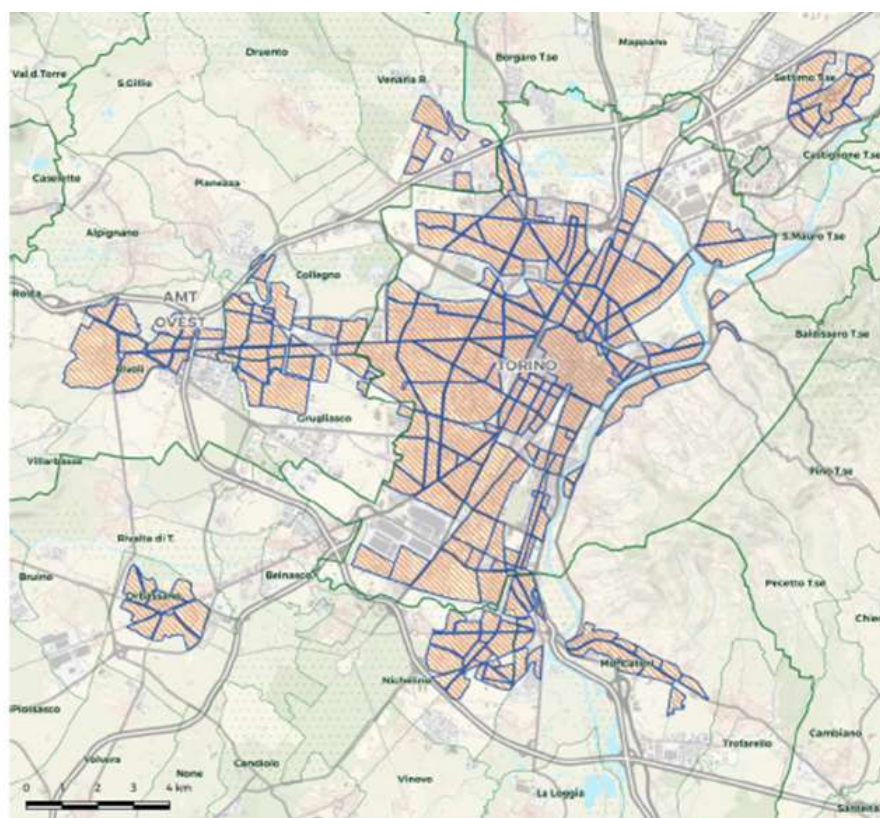 Druento
Borgaro T.se
Mappano
Val d.Torre
S.Gillio
Venaria R.
Settimo T.se
Castiglione T.se
Caselette
Pianezza
Alpignano
Collegno
S.Mauro T.se
Rosta
AMT
OVEST
Baldissero T.se
Rivoli
TORINO
Grugliasco
Villarbasse
Pino T.se
Rivalta di T.
Bruino
Beinasco
Orbassano
Pecetto T.se
Moncalieri
Nichelino
Piossasco
Trofarello
Cambiano
Volvera
None
Candiolo
Vinovo
La Loggia
0 1 2 3 4 km